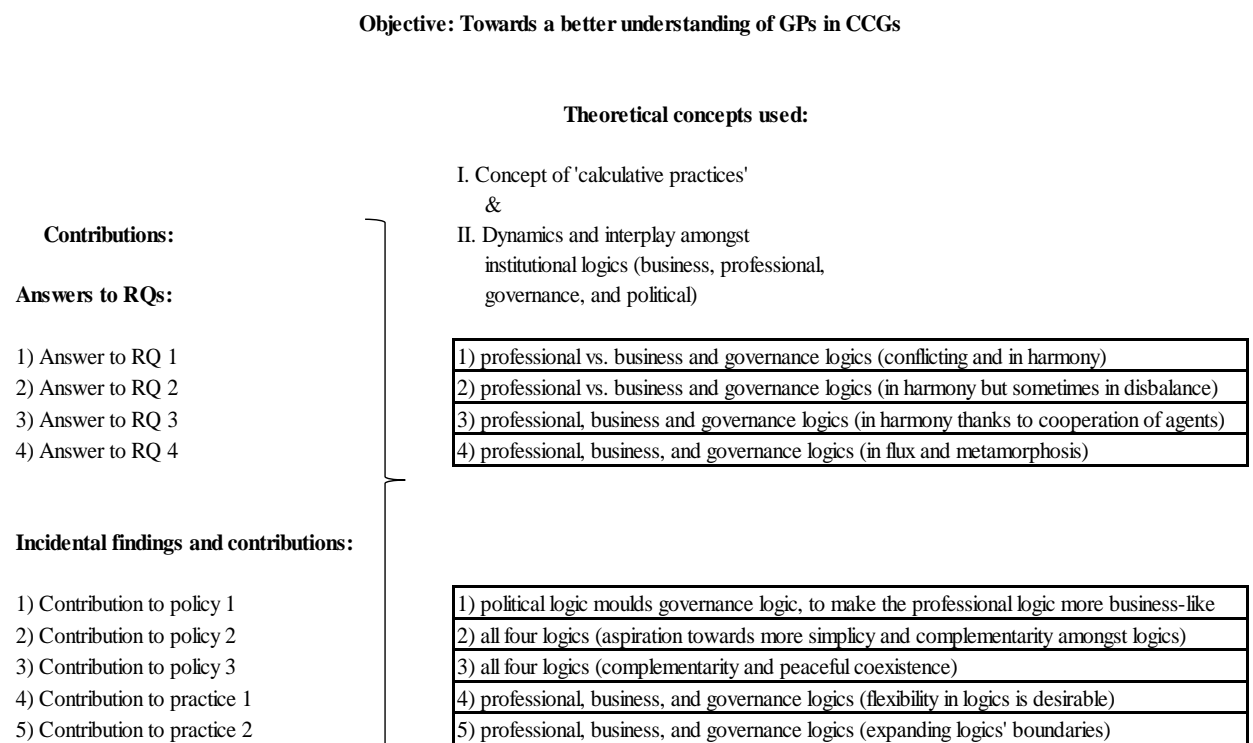 Objective: Towards a better understanding of GPs in CCGs
Theoretical concepts used:
I. Concept of 'calculative practices'
&
Contributions:
II. Dynamics and interplay amongst
institutional logics (business, professional,
Answers to RQs:
governance, and political)
1) Answer to RQ 1
1) professional vs. business and governance logics (conflicting and in harmony)
2) Answer to RQ 2
2) professional vs. business and governance logics (in harmony but sometimes in disbalance)
3) Answer to RQ 3
3) professional, business and governance logics (in harmony thanks to cooperation of agents)
4) Answer to RQ 4
4) professional, business, and governance logics (in flux and metamorphosis)
Incidental findings and contributions:
1) Contribution to policy 1
1) political logic moulds governance logic, to make the professional logic more business-like
2) Contribution to policy 2
2) all four logics (aspiration towards more simplicy and complementarity amongst logics)
3) Contribution to policy 3
3) all four logics (complementarity and peaceful coexistence)
4) Contribution to practice 1
4) professional, business, and governance logics (flexibility in logics is desirable)
5) Contribution to practice 2
5) professional, business, and governance logics (expanding logics' boundaries)